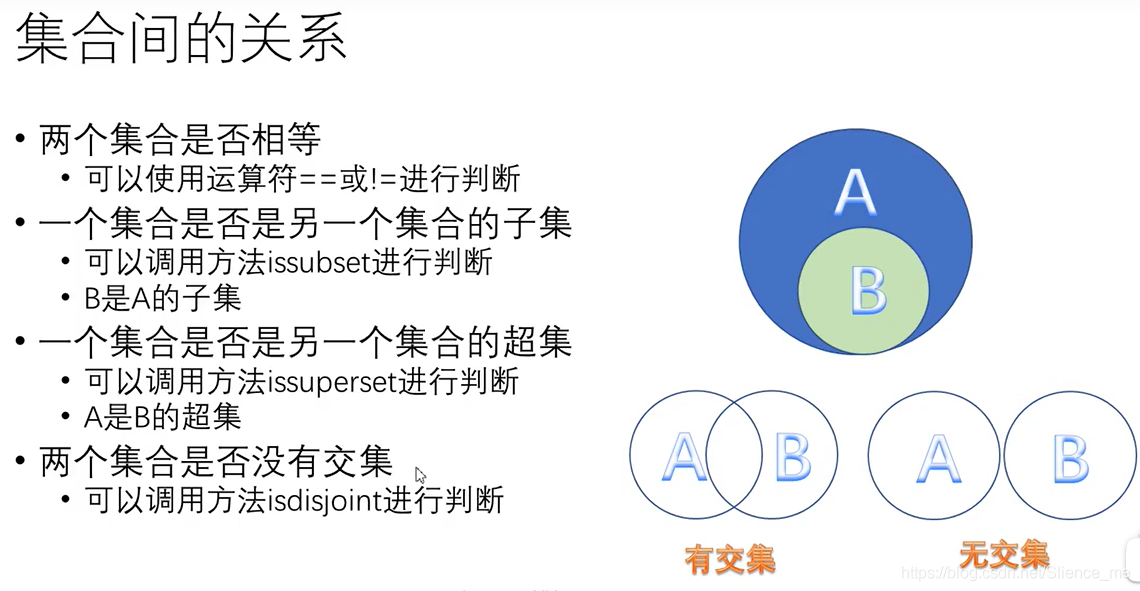 集合间的关系
• 两个集合是否相等
• 可以使用运算符==或!=进行判断
• 一个集合是否是另一个集合的子集
• 可以调用方法issubset进行判断
• B是A的子集
• 一个集合是否是另一个集合的超集
• 可以调用方法issuperset进行判断
• A是B的超集
• 两个集合是否没有交集
• 可以调用方法isdisjoint进行判断
A
B
A B
A B
有交集
无交集
https://blog.csdn.net/Slience_me